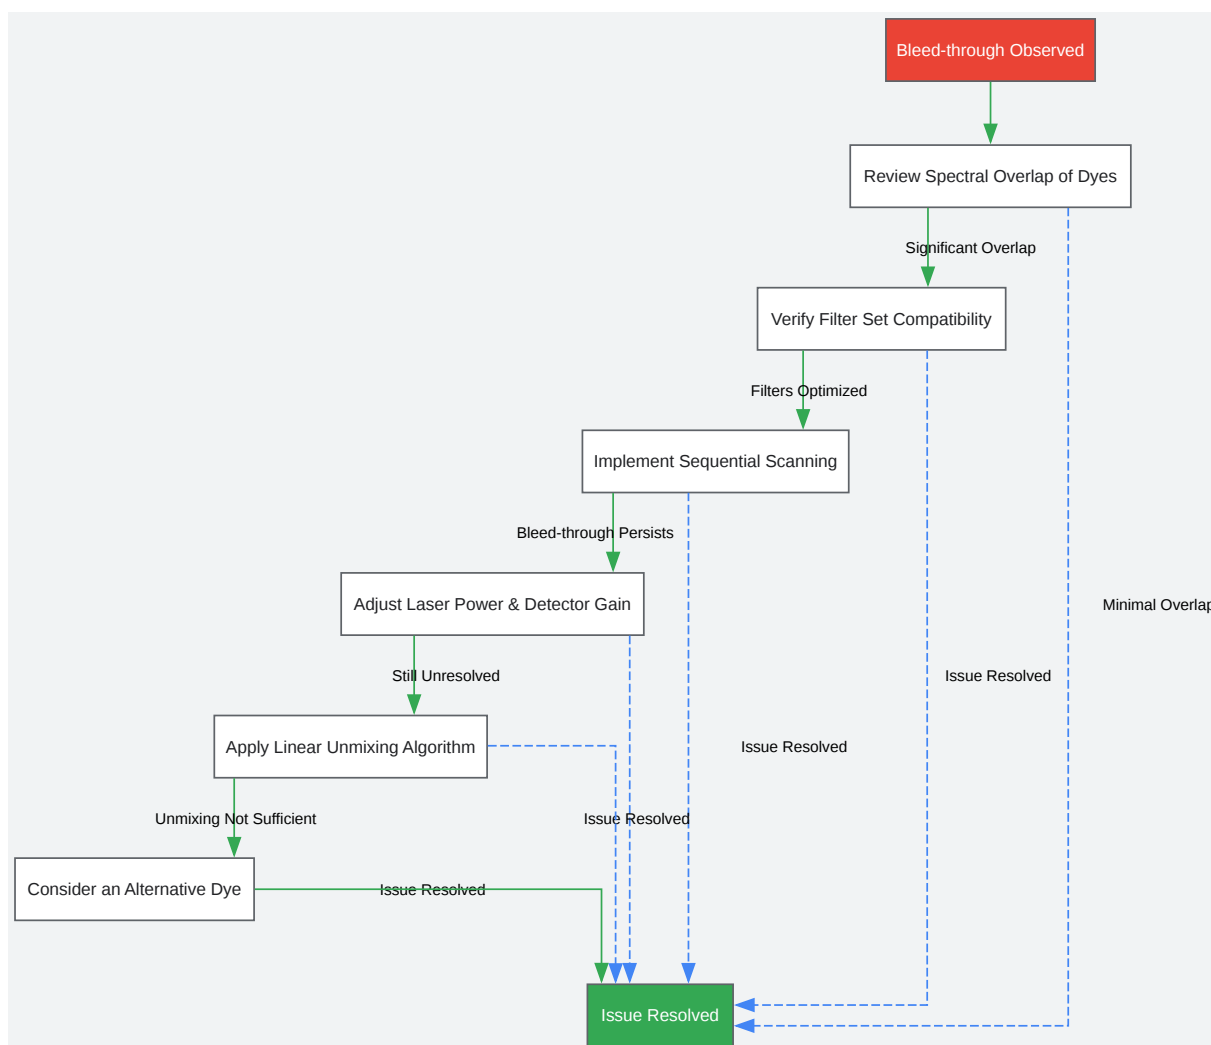 Bleed-through Observed
Review Spectral Overlap of Dyes
Significant Overlap
Verify Filter Set Compatibility
Filters Optimized
Implement Sequential Scanning
Bleed-through Persists
Adjust Laser Power & Detector Gain
Minimal Overlap
Still Unresolved
Issue Resolved
Apply Linear Unmixing Algorithm
Issue Resolved
Unmixing Not Sufficient
Issue Resolved
Consider an Alternative Dye
Issue Resolved
Issue Resolved